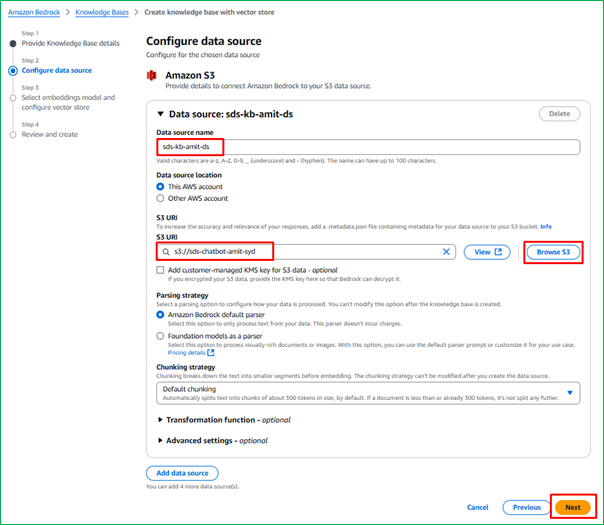 Amazon Bedrock > Knowledge Bases > Create knowledge base with vector store
Step 1
Provide Knowledge Base details
Step 2
Configure data source
Step 3
Select embeddings model and
configure vector store
Step 4
Review and create
Configure data source
Configure for the chosen data source
Amazon S3
Provide details to connect Amazon Bedrock to your S3 data source.
Data source: sds-kb-amit-ds
Delete
Data source name
sds-kb-amit-ds
Valid characters are a-z, A-Z, 0-9, _ (underscore) and - (hyphen). The name can have up to 100 characters.
Data source location
This AWS account
Other AWS account
S3 URI
To increase the accuracy and relevance of your responses, add a .metadata.json file containing metadata for your data source to your S3 bucket. Info
S3 URI
s3://sds-chatbot-amit-syd
View
Browse S3
Add customer-managed KMS key for S3 data - optional
If you encrypted your S3 data, provide the KMS key here so that Bedrock can decrypt it.
Parsing strategy
Select a parsing option to configure how your data is processed. You can't modify this option after the knowledge base is created.
Amazon Bedrock default parser
Select this option to only process text from your data. This parser doesn't incur charges.
Foundation models as a parser
Select this option to process visually rich documents or images. With this option, you can use the default parser prompt or customize it for your use case.
Pricing details
Chunking strategy
Chunking breaks down the text into smaller segments before embedding. The chunking strategy can't be modified after you create the data source.
Default chunking
Automatically splits text into chunks of about 300 tokens in size, by default. If a document is less than or already 300 tokens, it's not split any futher.
Transformation function - optional
Advanced settings - optional
Add data source
You can add 4 more data source(s).
Cancel
Previous
Next